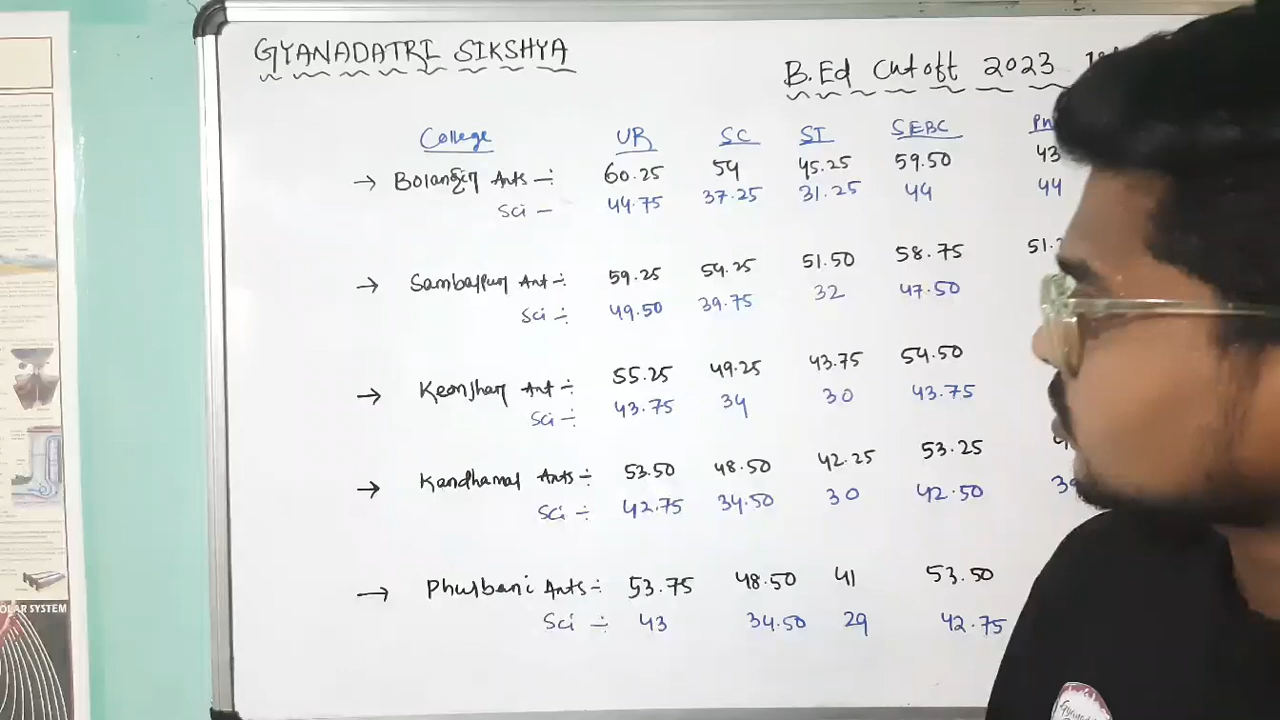 GYANADATRI SIKSHYA
B.Ed Cutoff 2023
College UR SC ST SEBC
→ Bolangir Arts :- 60.25 54 45.25 59.50 43
Sci - 44.75 37.25 31.25 44 44
→ Sambalpur Art ÷ 59.25 54.25 51.50 58.75
Sci ÷ 49.50 39.75 32 47.50
→ Keonjhar Art ÷ 55.25 49.25 43.75 54.50
Sci ÷ 43.75 34 30 43.75
→ Kandhamal Arts ÷ 53.50 48.50 42.25 53.25
Sci ÷ 42.75 34.50 30 42.50
→ Phulbani Arts ÷ 53.75 48.50 41 53.50
Sci ÷ 43 34.50 29 42.75
OLAR SYSTEM